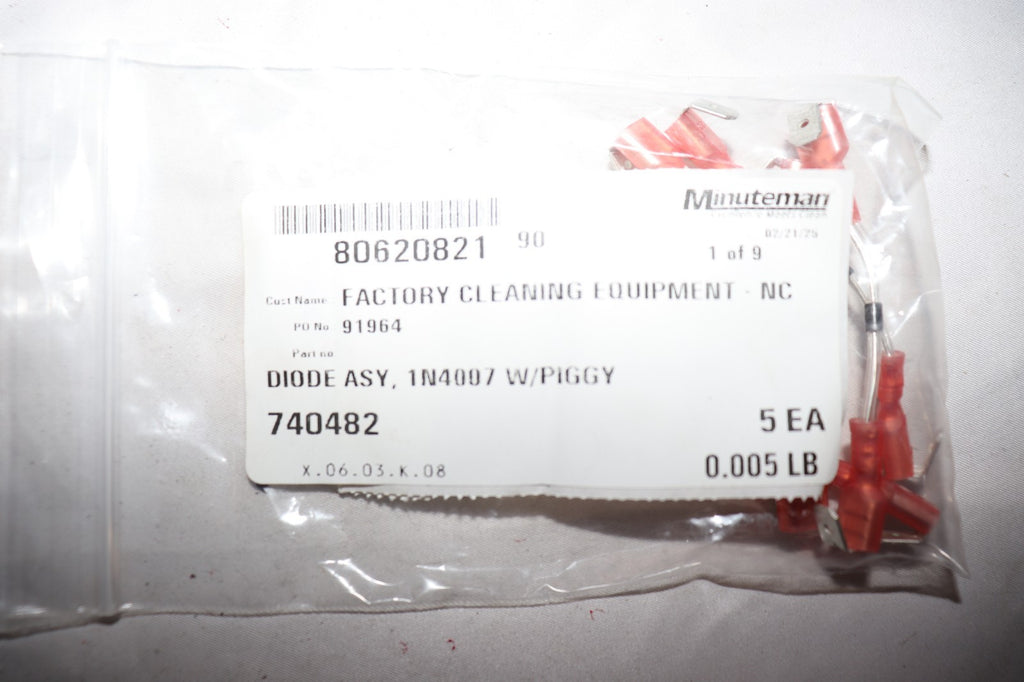 Minuteman
02/21/25
80620821 90
1 of 9
Cust Name FACTORY CLEANING EQUIPMENT - NC
PO No 91964
Part no
DIODE ASY, 1N4007 W/PIGGY
740482 5 EA
X.06.03.K.08 0.005 LB